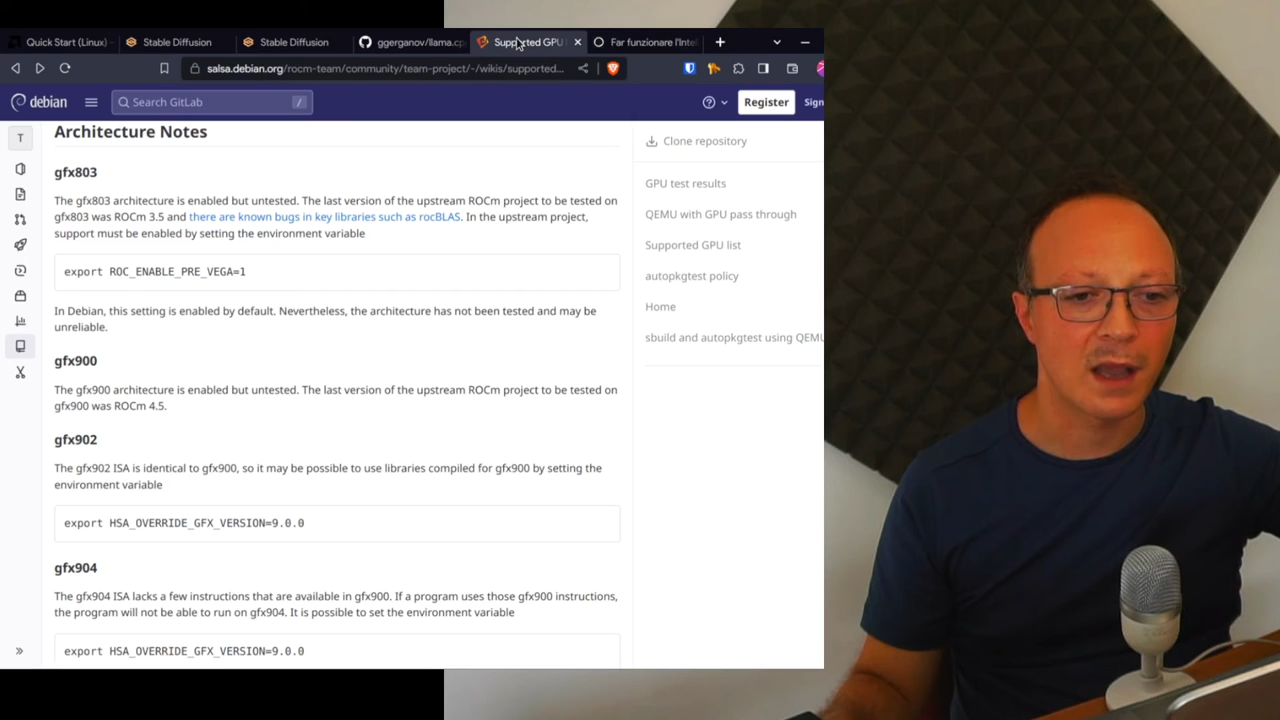 Quick Start (Linux)
Stable Diffusion
Stable Diffusion
ggerganov/llama.cp
Supported GPU
Far funzionare l'Inte
salsa.debian.org/rocm-team/community/team-project/-/wikis/supported...
debian
Search GitLab
/
Register
Sign
Architecture Notes
T
Clone repository
gfx803
The gfx803 architecture is enabled but untested. The last version of the upstream ROCm project to be tested on
gfx803 was ROCm 3.5 and there are known bugs in key libraries such as rocBLAS. In the upstream project,
support must be enabled by setting the environment variable
export ROC_ENABLE_PRE_VEGA=1
In Debian, this setting is enabled by default. Nevertheless, the architecture has not been tested and may be
unreliable.
gfx900
The gfx900 architecture is enabled but untested. The last version of the upstream ROCm project to be tested on
gfx900 was ROCm 4.5.
gfx902
The gfx902 ISA is identical to gfx900, so it may be possible to use libraries compiled for gfx900 by setting the
environment variable
export HSA_OVERRIDE_GFX_VERSION=9.0.0
gfx904
The gfx904 ISA lacks a few instructions that are available in gfx900. If a program uses those gfx900 instructions,
the program will not be able to run on gfx904. It is possible to set the environment variable
export HSA_OVERRIDE_GFX_VERSION=9.0.0
GPU test results
QEMU with GPU pass through
Supported GPU list
autopkgtest policy
Home
sbuild and autopkgtest using QEMU